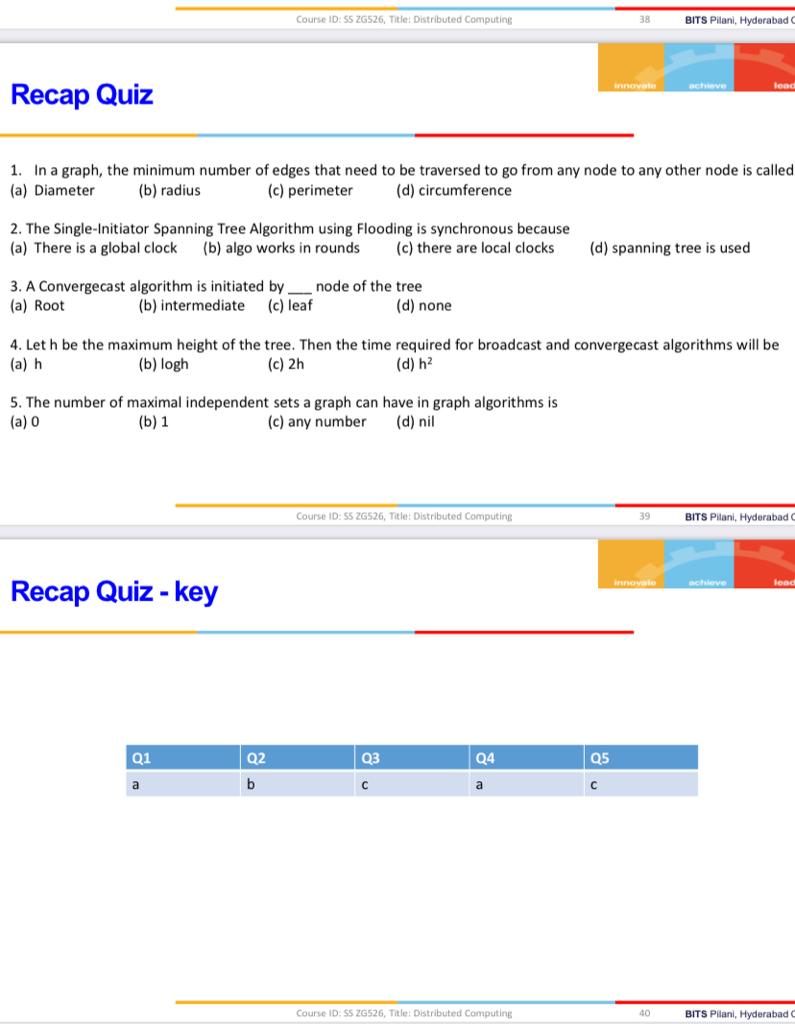 Course ID: SS ZG526, Title: Distributed Computing 38 BITS Pilani, Hyderabad C
innovate achieve lead
Recap Quiz
1. In a graph, the minimum number of edges that need to be traversed to go from any node to any other node is called
(a) Diameter (b) radius (c) perimeter (d) circumference
2. The Single-Initiator Spanning Tree Algorithm using Flooding is synchronous because
(a) There is a global clock (b) algo works in rounds (c) there are local clocks (d) spanning tree is used
3. A Convergecast algorithm is initiated by ___ node of the tree
(a) Root (b) intermediate (c) leaf (d) none
4. Let h be the maximum height of the tree. Then the time required for broadcast and convergecast algorithms will be
(a) h (b) logh (c) 2h (d) h²
5. The number of maximal independent sets a graph can have in graph algorithms is
(a) 0 (b) 1 (c) any number (d) nil
Course ID: SS ZG526, Title: Distributed Computing 39 BITS Pilani, Hyderabad C
innovate achieve lead
Recap Quiz - key
Q1 Q2 Q3 Q4 Q5
a b c a c
Course ID: SS ZG526, Title: Distributed Computing 40 BITS Pilani, Hyderabad C